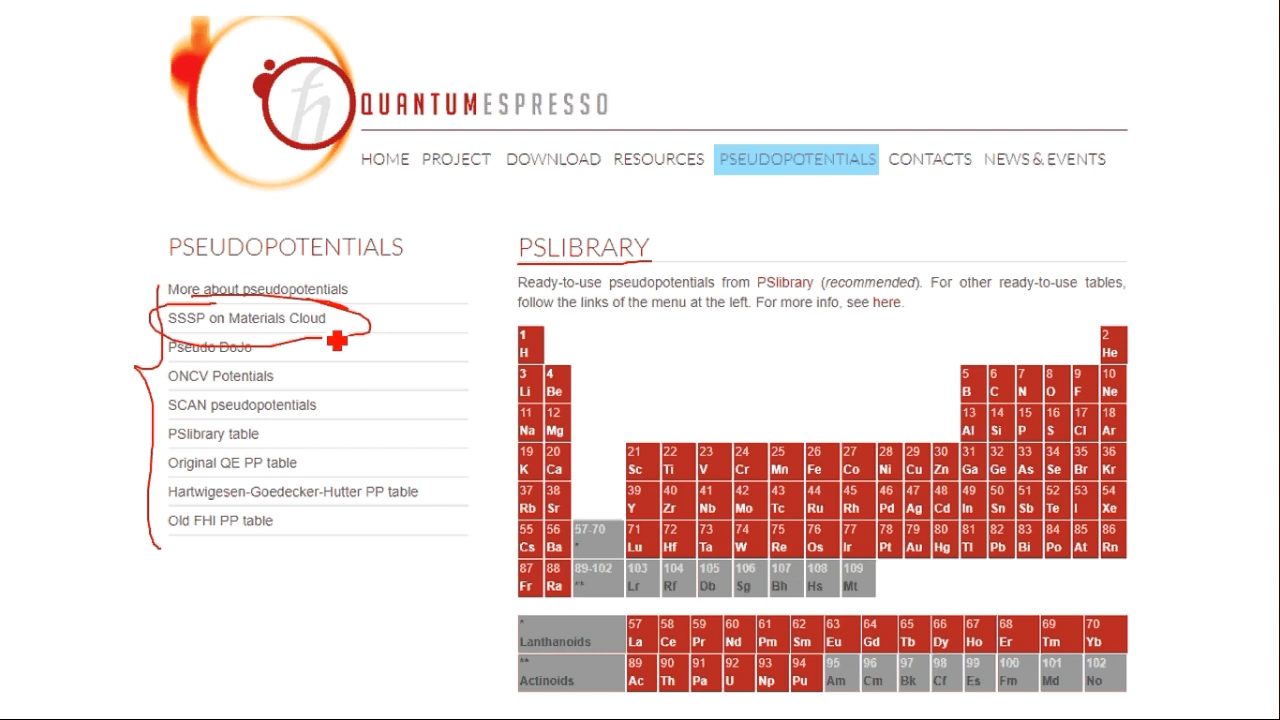 ħ
QUANTUMESPRESSO
HOME PROJECT DOWNLOAD RESOURCES PSEUDOPOTENTIALS CONTACTS NEWS & EVENTS
PSEUDOPOTENTIALS
More about pseudopotentials
SSSP on Materials Cloud
Pseudo DoJo
ONCV Potentials
SCAN pseudopotentials
PSlibrary table
Original QE PP table
Hartwigesen-Goedecker-Hutter PP table
Old FHI PP table
PSLIBRARY
Ready-to-use pseudopotentials from PSlibrary (recommended). For other ready-to-use tables,
follow the links of the menu at the left. For more info, see here.
1 2
H He
3 4 5 6 7 8 9 10
Li Be B C N O F Ne
11 12 13 14 15 16 17 18
Na Mg Al Si P S Cl Ar
19 20 21 22 23 24 25 26 27 28 29 30 31 32 33 34 35 36
K Ca Sc Ti V Cr Mn Fe Co Ni Cu Zn Ga Ge As Se Br Kr
37 38 39 40 41 42 43 44 45 46 47 48 49 50 51 52 53 54
Rb Sr Y Zr Nb Mo Tc Ru Rh Pd Ag Cd In Sn Sb Te I Xe
55 56 57-70 71 72 73 74 75 76 77 78 79 80 81 82 83 84 85 86
Cs Ba * Lu Hf Ta W Re Os Ir Pt Au Hg Tl Pb Bi Po At Rn
87 88 89-102 103 104 105 106 107 108 109
Fr Ra ** Lr Rf Db Sg Bh Hs Mt
* 57 58 59 60 61 62 63 64 65 66 67 68 69 70
Lanthanoids La Ce Pr Nd Pm Sm Eu Gd Tb Dy Ho Er Tm Yb
** 89 90 91 92 93 94 95 96 97 98 99 100 101 102
Actinoids Ac Th Pa U Np Pu Am Cm Bk Cf Es Fm Md No